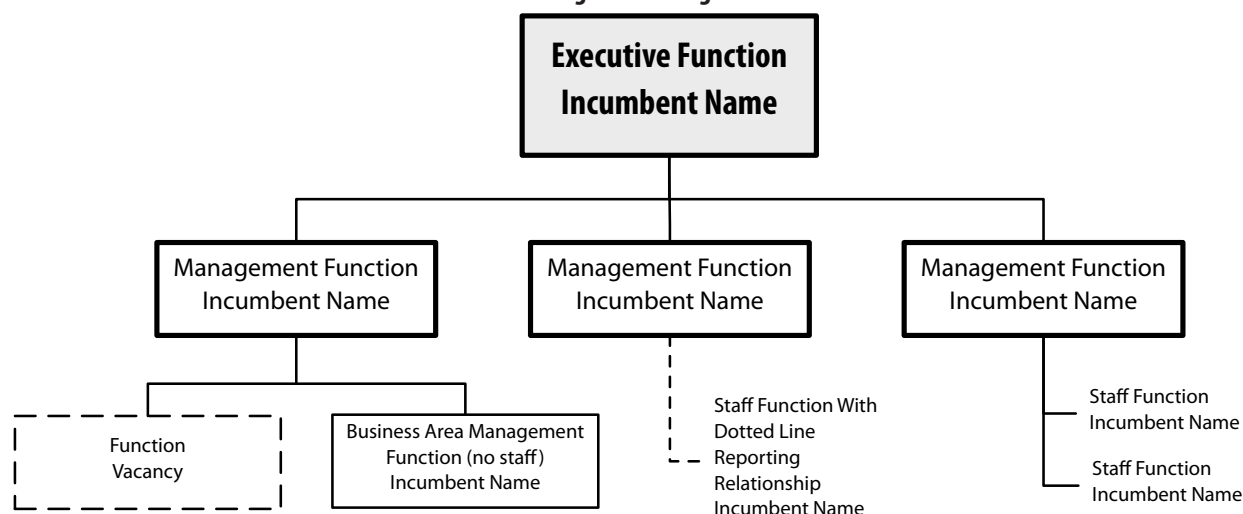 Executive Function
Incumbent Name
Management Function
Incumbent Name
Management Function
Incumbent Name
Management Function
Incumbent Name
Function
Vacancy
Business Area Management
Function (no staff)
Incumbent Name
Staff Function With
Dotted Line
Reporting
Relationship
Incumbent Name
Staff Function
Incumbent Name
Staff Function
Incumbent Name